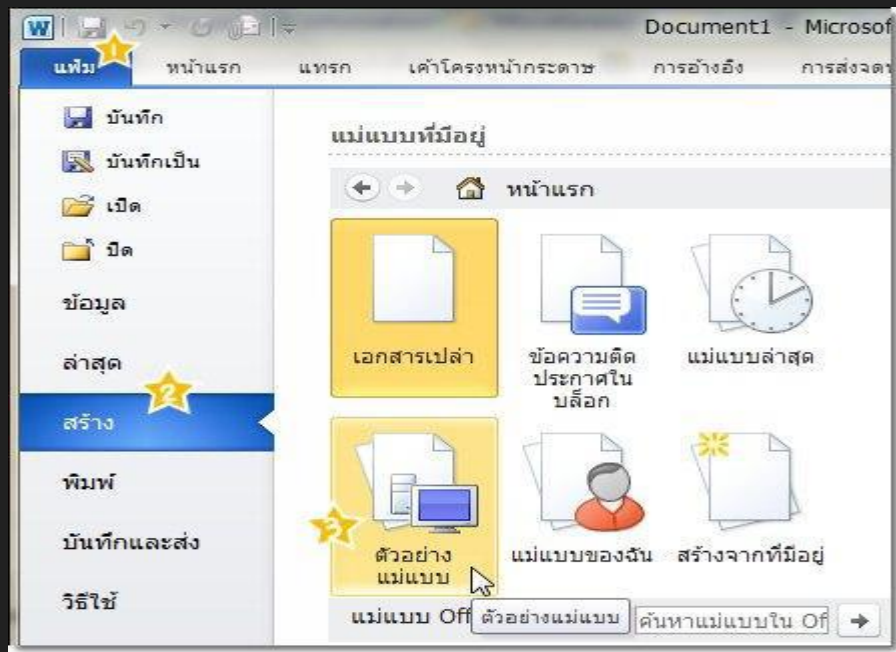 W Document1 - Microsof
1
แฟ้ม หน้าแรก แทรก เค้าโครงหน้ากระดาษ การอ้างอิง การส่งจด
บันทึก
บันทึกเป็น
เปิด
ปิด
ข้อมูล
ล่าสุด
2
สร้าง
พิมพ์
บันทึกและส่ง
วิธีใช้
แม่แบบที่มีอยู่
หน้าแรก
เอกสารเปล่า
ข้อความติด
ประกาศใน
บล็อก
แม่แบบล่าสุด
3
ตัวอย่าง
แม่แบบ
แม่แบบของฉัน
สร้างจากที่มีอยู่
แม่แบบ Off ตัวอย่างแม่แบบ ค้นหาแม่แบบใน Of